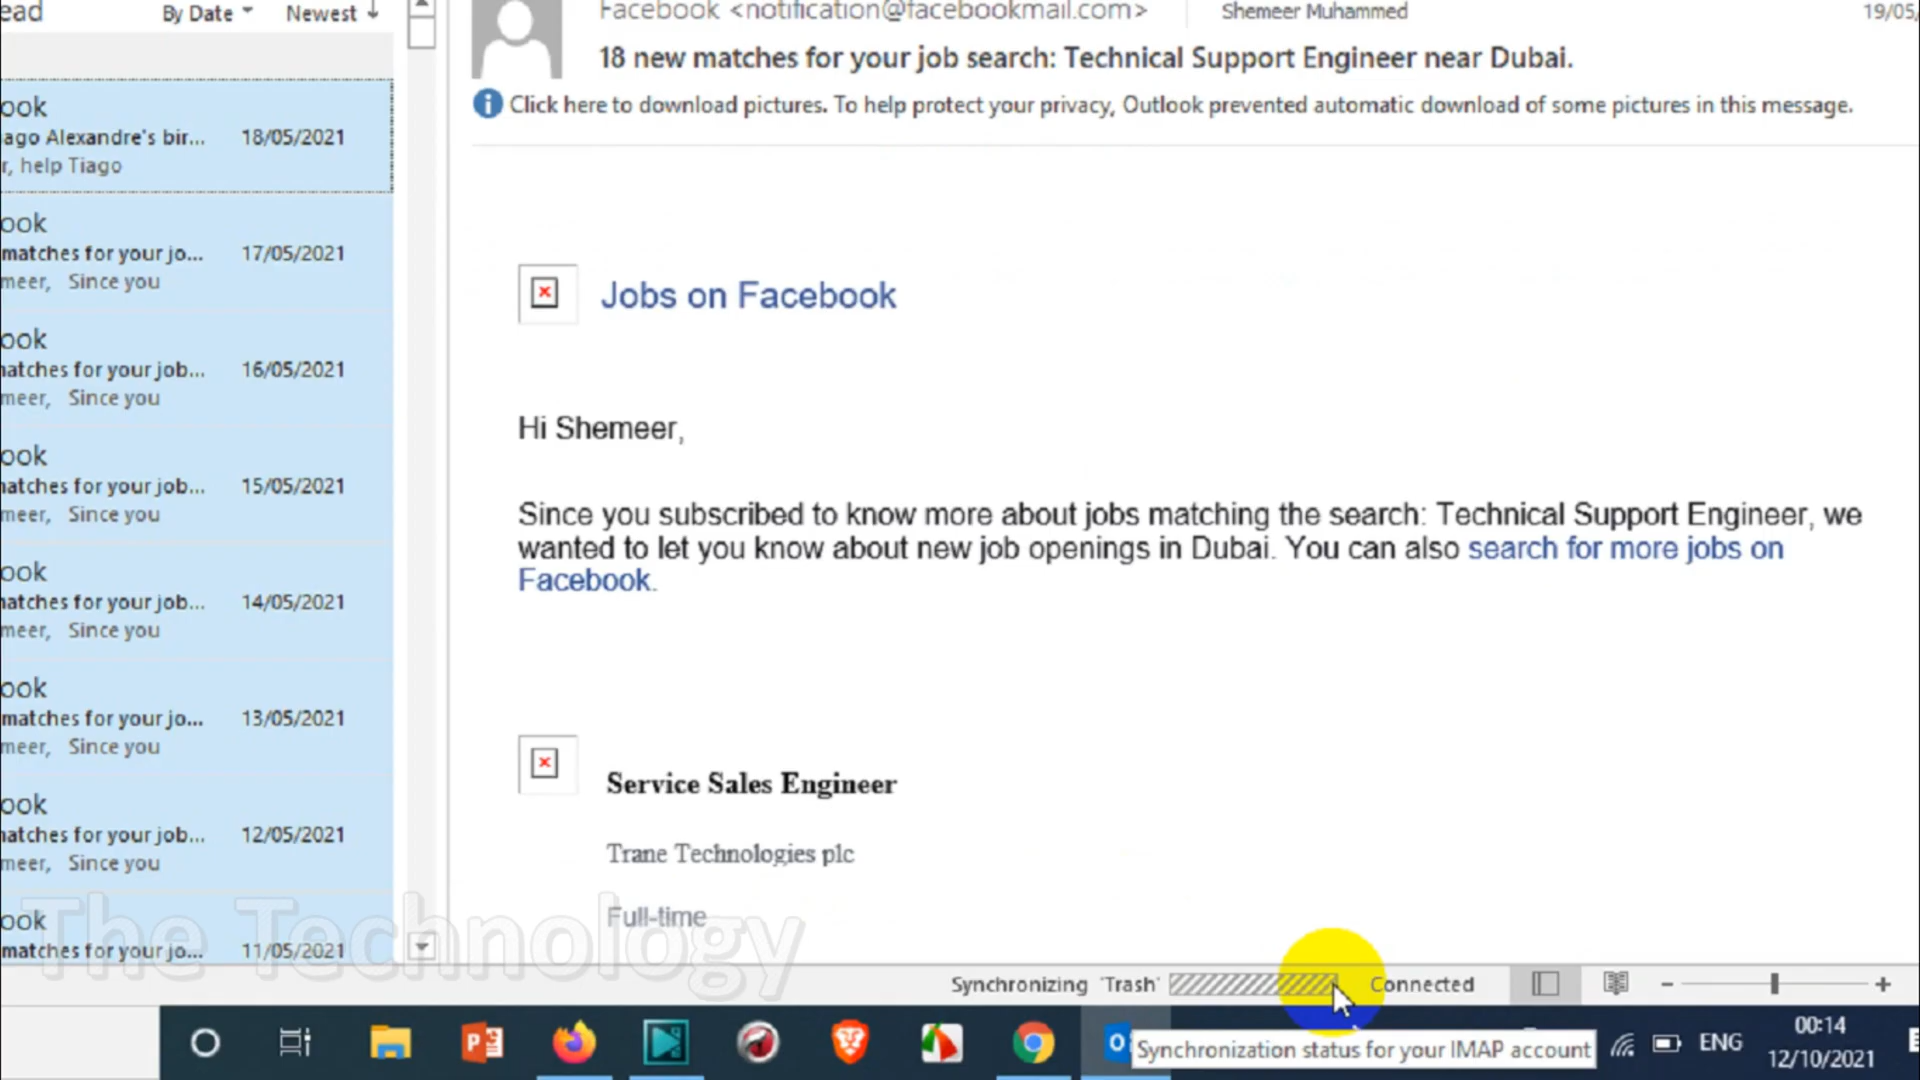 ead By Date Newest
ook
ago Alexandre's bir... 18/05/2021
r, help Tiago
ook
matches for your jo... 17/05/2021
meer, Since you
ook
natches for your job... 16/05/2021
meer, Since you
ook
natches for your job... 15/05/2021
meer, Since you
ook
natches for your job... 14/05/2021
meer, Since you
ook
matches for your jo... 13/05/2021
meer, Since you
ook
natches for your job... 12/05/2021
meer, Since you
ook
matches for your jo... 11/05/2021
Facebook <notification@facebookmail.com> Shemeer Muhammed 19/05/
18 new matches for your job search: Technical Support Engineer near Dubai.
Click here to download pictures. To help protect your privacy, Outlook prevented automatic download of some pictures in this message.
Jobs on Facebook
Hi Shemeer,
Since you subscribed to know more about jobs matching the search: Technical Support Engineer, we
wanted to let you know about new job openings in Dubai. You can also search for more jobs on
Facebook.
Service Sales Engineer
Trane Technologies plc
Full-time
The Technology
Synchronizing 'Trash' Connected
Synchronization status for your IMAP account
ENG
00:14
12/10/2021